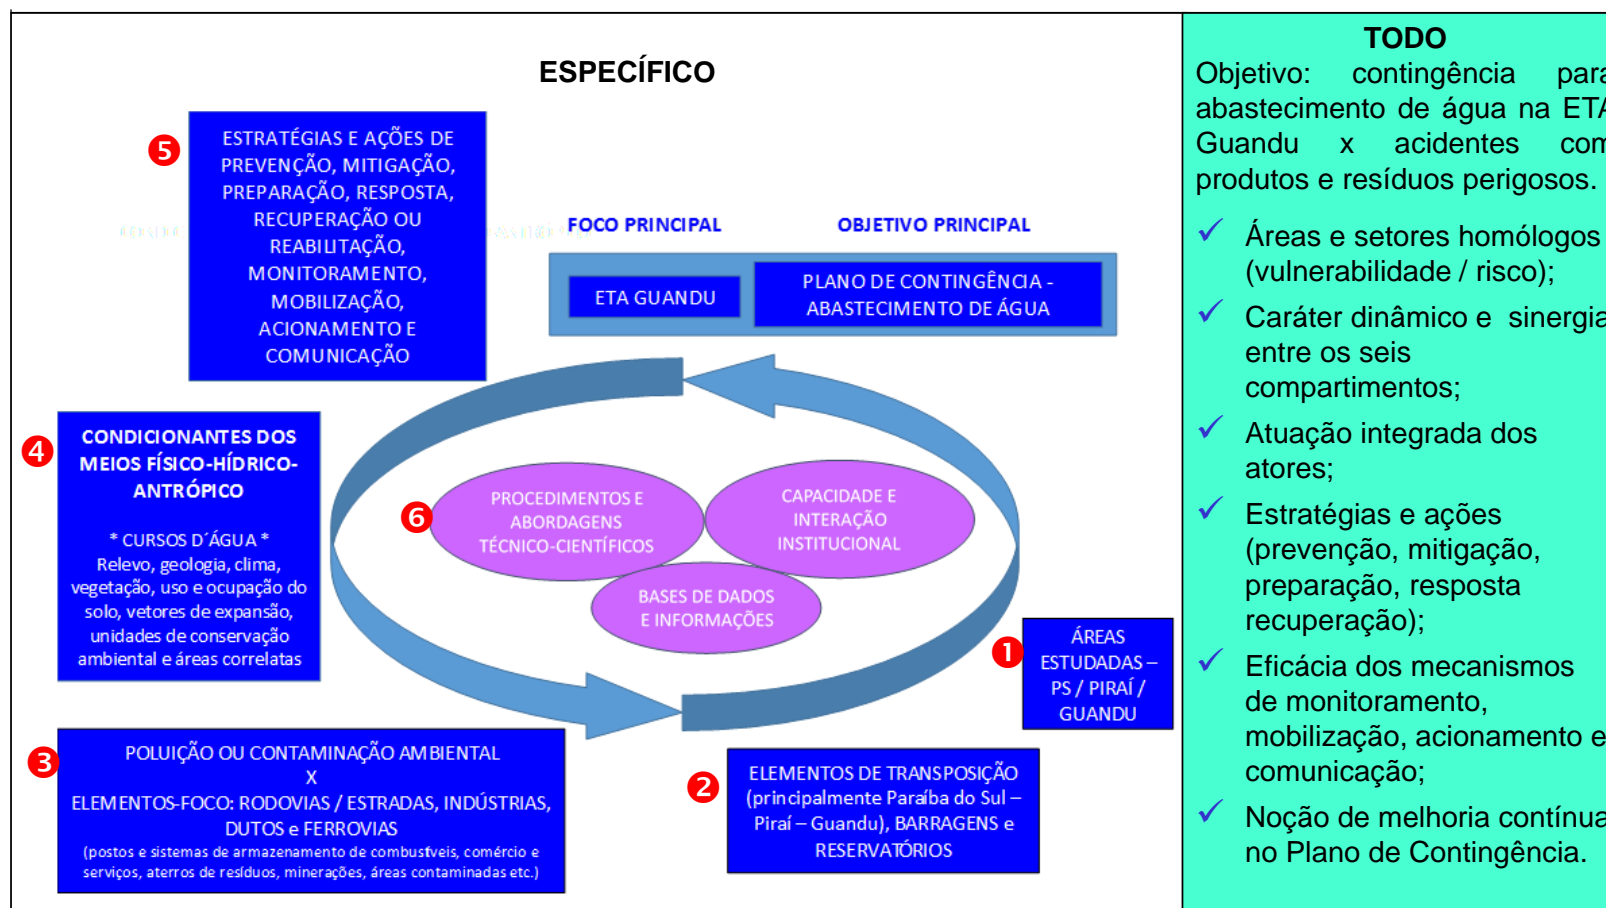 ESPECÍFICO
❺
ESTRATÉGIAS E AÇÕES DE
PREVENÇÃO, MITIGAÇÃO,
PREPARAÇÃO, RESPOSTA,
RECUPERAÇÃO OU
REABILITAÇÃO,
MONITORAMENTO,
MOBILIZAÇÃO,
ACIONAMENTO E
COMUNICAÇÃO
FOCO PRINCIPAL
OBJETIVO PRINCIPAL
ETA GUANDU
PLANO DE CONTINGÊNCIA -
ABASTECIMENTO DE ÁGUA
❹
CONDICIONANTES DOS
MEIOS FÍSICO-HÍDRICO-
ANTRÓPICO
* CURSOS D´ÁGUA *
Relevo, geologia, clima,
vegetação, uso e ocupação do
solo, vetores de expansão,
unidades de conservação
ambiental e áreas correlatas
❻
PROCEDIMENTOS E
ABORDAGENS
TÉCNICO-CIENTÍFICOS
CAPACIDADE E
INTERAÇÃO
INSTITUCIONAL
BASES DE DADOS
E INFORMAÇÕES
❶
ÁREAS
ESTUDADAS –
PS / PIRAÍ /
GUANDU
❸
POLUIÇÃO OU CONTAMINAÇÃO AMBIENTAL
X
ELEMENTOS-FOCO: RODOVIAS / ESTRADAS, INDÚSTRIAS,
DUTOS e FERROVIAS
(postos e sistemas de armazenamento de combustveis, comércio e
serviços, aterros de resíduos, minerações, áreas contaminadas etc.)
❷
ELEMENTOS DE TRANSPOSIÇÃO
(principalmente Paraíba do Sul –
Piraí – Guandu), BARRAGENS e
RESERVATÓRIOS
TODO
Objetivo: contingência para
abastecimento de água na ETA
Guandu x acidentes com
produtos e resíduos perigosos.
✓ Áreas e setores homólogos
(vulnerabilidade / risco);
✓ Caráter dinâmico e sinergia
entre os seis
compartimentos;
✓ Atuação integrada dos
atores;
✓ Estratégias e ações
(prevenção, mitigação,
preparação, resposta
recuperação);
✓ Eficácia dos mecanismos
de monitoramento,
mobilização, acionamento e
comunicação;
✓ Noção de melhoria contínua
no Plano de Contingência.